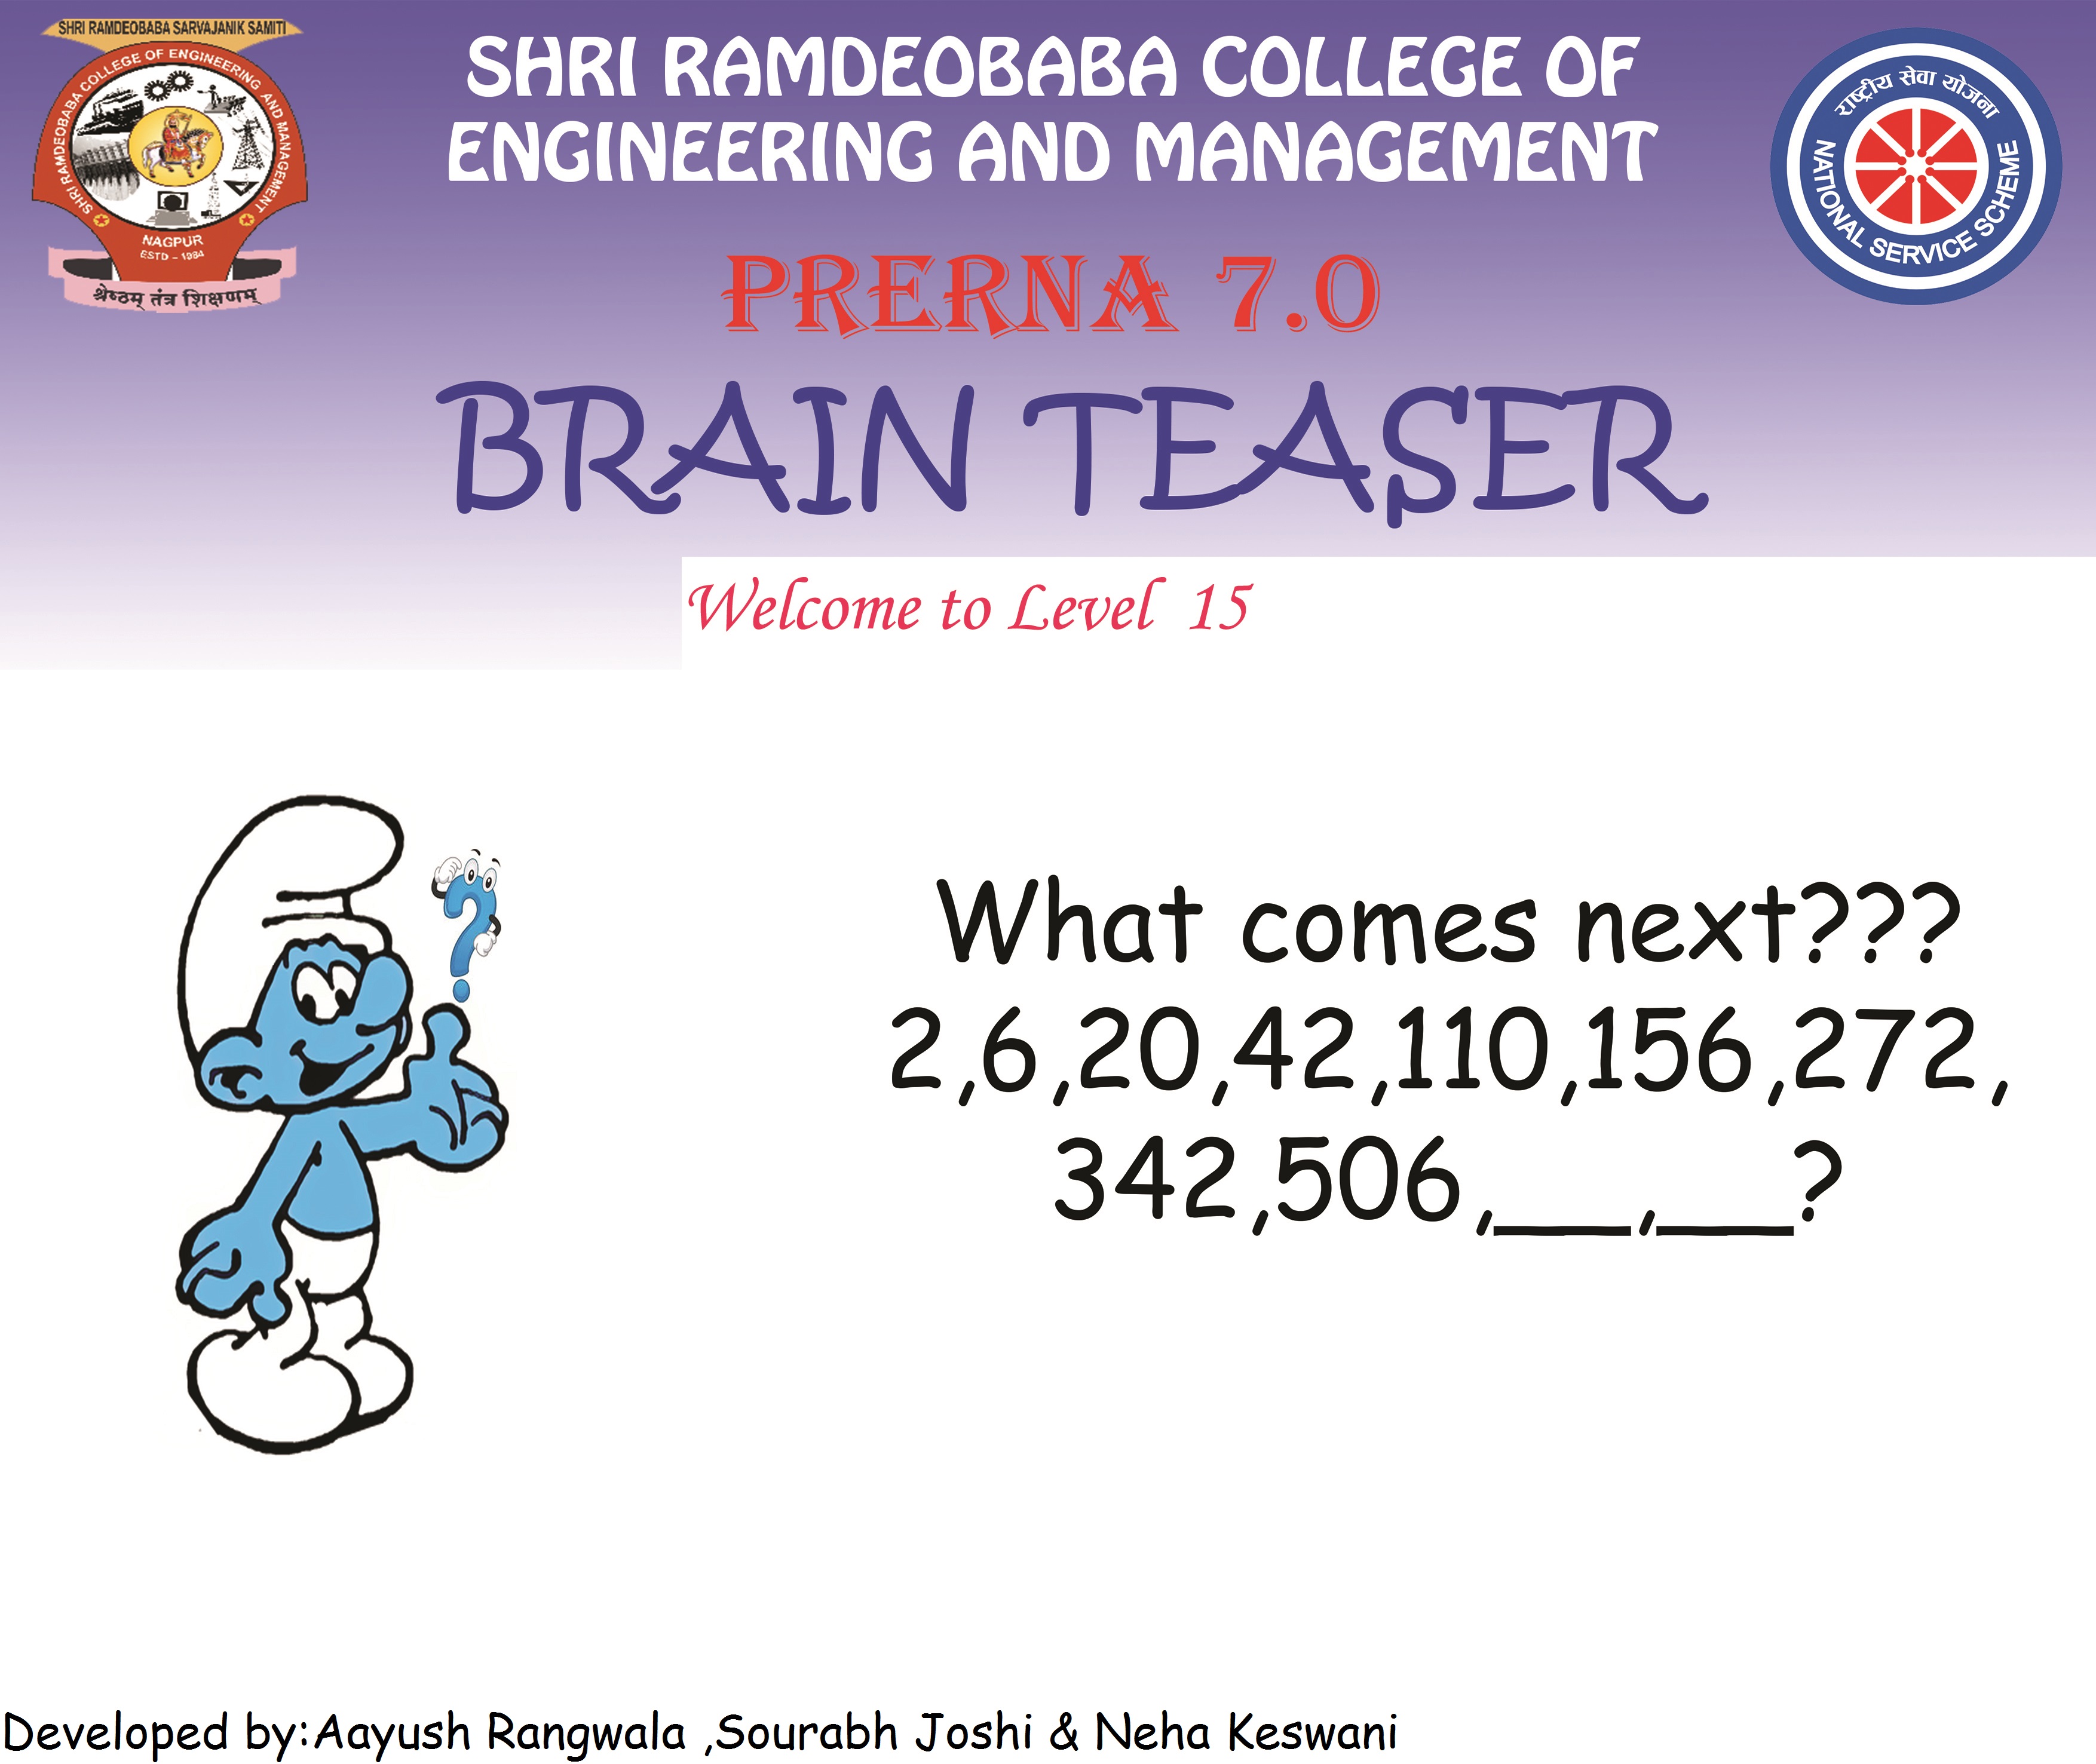 SHRI RAMDEOBABA SARVAJANIK SAMITI
SHRI RAMDEOBABA COLLEGE OF ENGINEERING AND MANAGEMENT
NAGPUR
ESTD - 1984
श्रेष्ठम् तंत्र शिक्षणम्
SHRI RAMDEOBABA COLLEGE OF
ENGINEERING AND MANAGEMENT
राष्ट्रीय सेवा योजना
NATIONAL SERVICE SCHEME
PRERNA 7.0
BRAIN TEASER
Welcome to Level 15
?
What comes next???
2,6,20,42,110,156,272,
342,506,__,__?
Developed by:Aayush Rangwala ,Sourabh Joshi & Neha Keswani